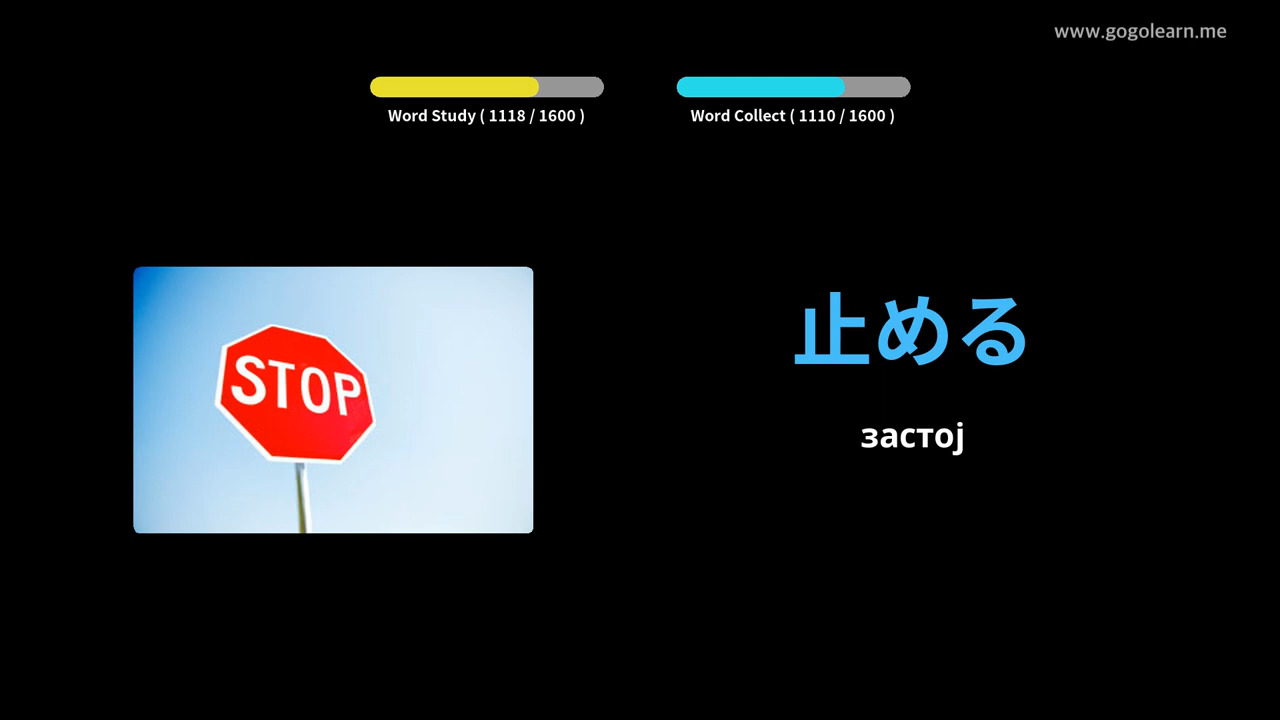 www.gogolearn.me
Word Study ( 1118 / 1600 )
Word Collect ( 1110 / 1600 )
STOP
止める
застој